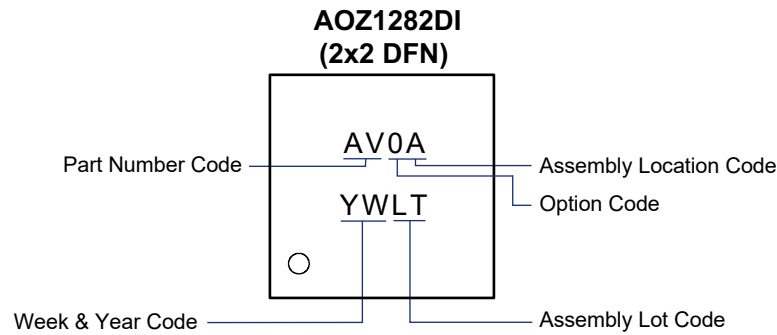 AOZ1282DI
(2x2 DFN)
AV0A
Part Number Code
Assembly Location Code
Option Code
YWLT
Week & Year Code
Assembly Lot Code